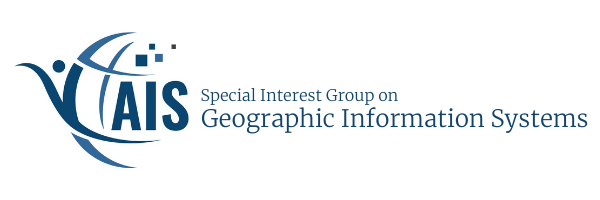 AIS
Special Interest Group on
Geographic Information Systems